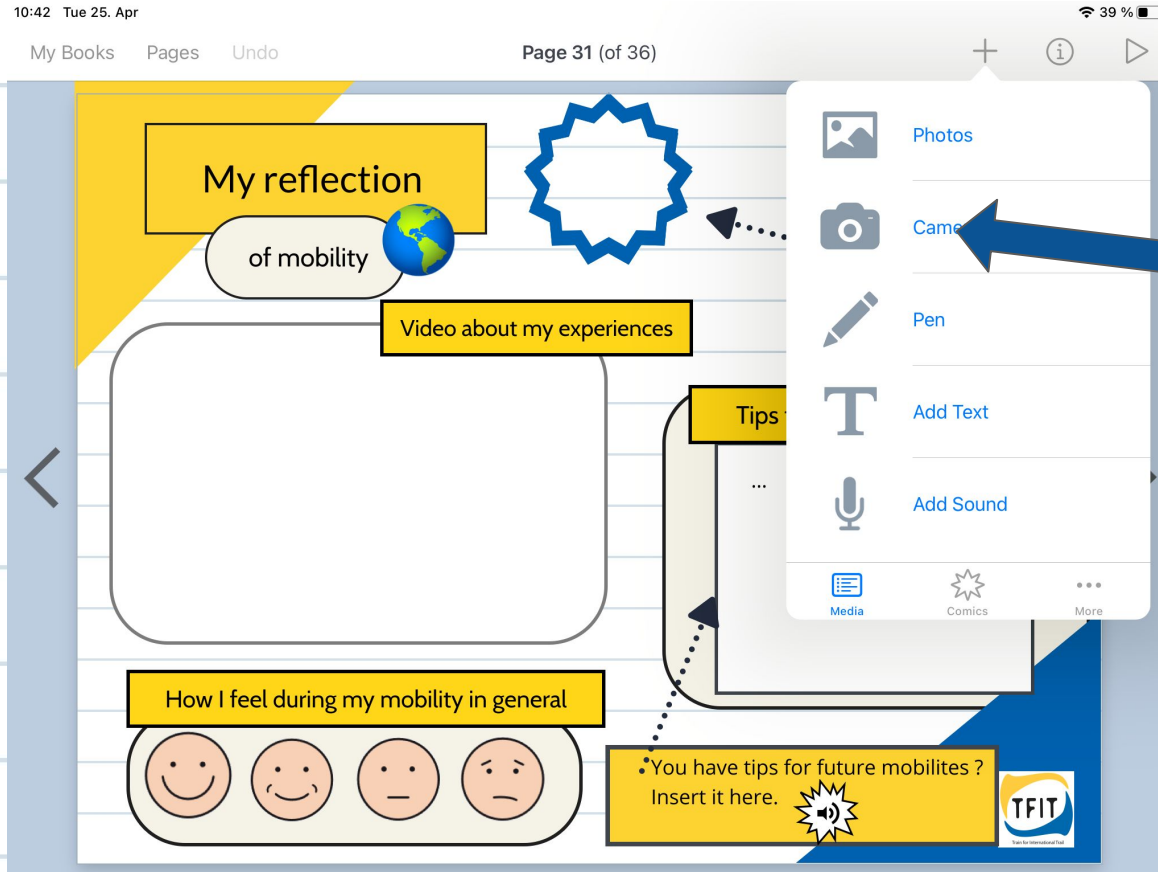 10:42 Tue 25. Apr
39 %
My Books Pages Undo
Page 31 (of 36)
My reflection
of mobility
Video about my experiences
Tips
...
How I feel during my mobility in general
You have tips for future mobilites ?
Insert it here.
TFIT
Photos
Came
Pen
Add Text
Add Sound
Media Comics More